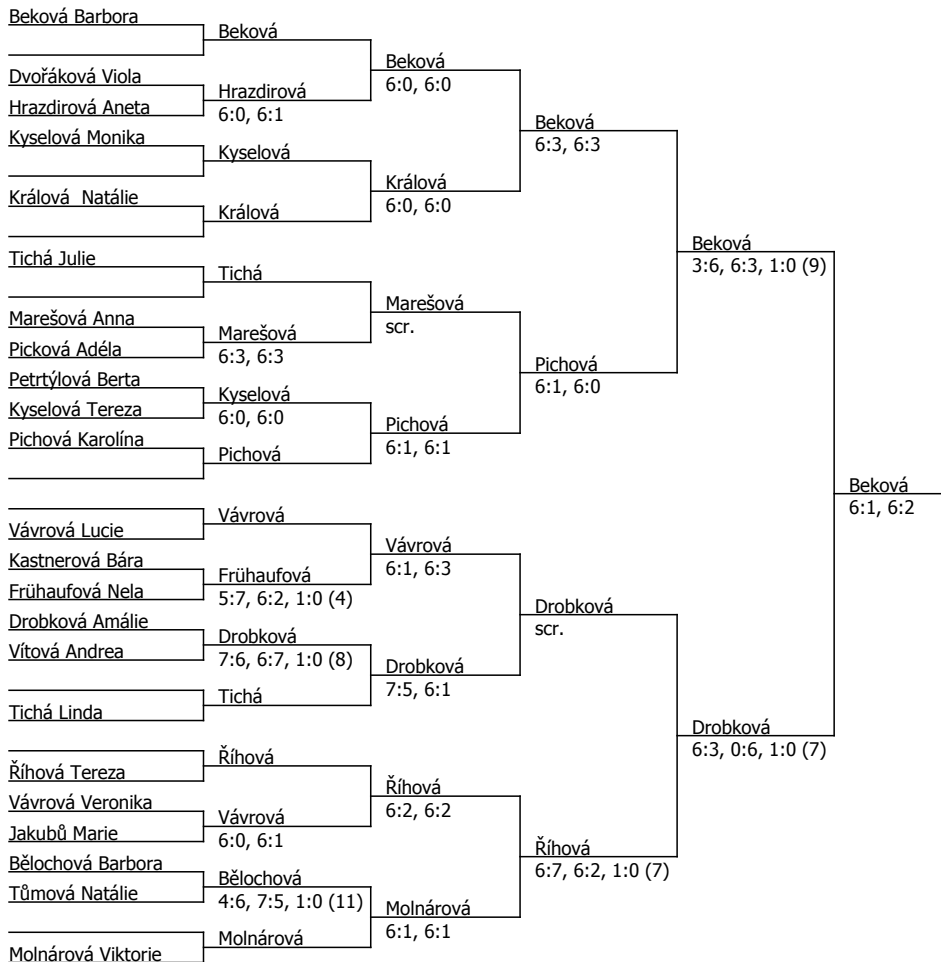 Beková Barbora
Beková
Beková
6:0, 6:0
Dvořáková Viola
Hrazdirová
6:0, 6:1
Hrazdirová Aneta
Beková
6:3, 6:3
Kyselová Monika
Kyselová
Králová
6:0, 6:0
Králová  Natálie
Králová
Beková
3:6, 6:3, 1:0 (9)
Tichá Julie
Tichá
Marešová
scr.
Marešová Anna
Marešová
6:3, 6:3
Picková Adéla
Pichová
6:1, 6:0
Petrtýlová Berta
Kyselová
6:0, 6:0
Kyselová Tereza
Pichová
6:1, 6:1
Pichová Karolína
Pichová
Beková
6:1, 6:2
Vávrová
Vávrová Lucie
Vávrová
6:1, 6:3
Kastnerová Bára
Frühaufová
5:7, 6:2, 1:0 (4)
Frühaufová Nela
Drobková
scr.
Drobková Amálie
Drobková
7:6, 6:7, 1:0 (8)
Vítová Andrea
Drobková
7:5, 6:1
Tichá
Tichá Linda
Drobková
6:3, 0:6, 1:0 (7)
Říhová
Říhová Tereza
Říhová
6:2, 6:2
Vávrová Veronika
Vávrová
6:0, 6:1
Jakubů Marie
Říhová
6:7, 6:2, 1:0 (7)
Bělochová Barbora
Bělochová
4:6, 7:5, 1:0 (11)
Tůmová Natálie
Molnárová
6:1, 6:1
Molnárová
Molnárová Viktorie